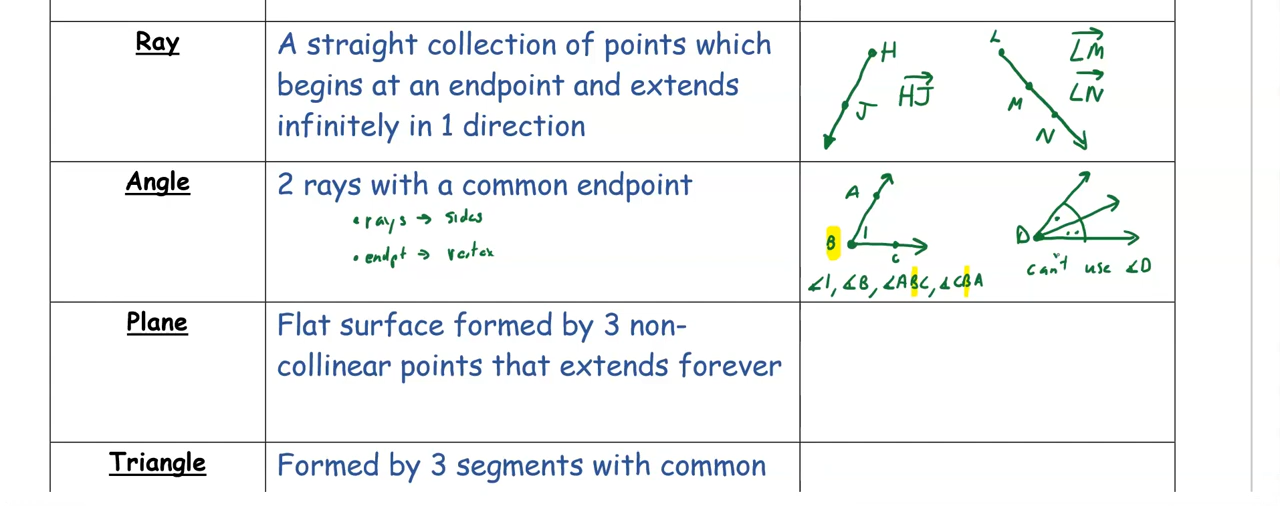 Ray
A straight collection of points which
begins at an endpoint and extends
infinitely in 1 direction
H
J
HJ
L
M
N
LM
LN
Angle
2 rays with a common endpoint
• rays → sides
• endpt → vertex
A
B
1
C
∠1, ∠B, ∠ABC, ∠CBA
D
can't use ∠D
Plane
Flat surface formed by 3 non-
collinear points that extends forever
Triangle
Formed by 3 segments with common